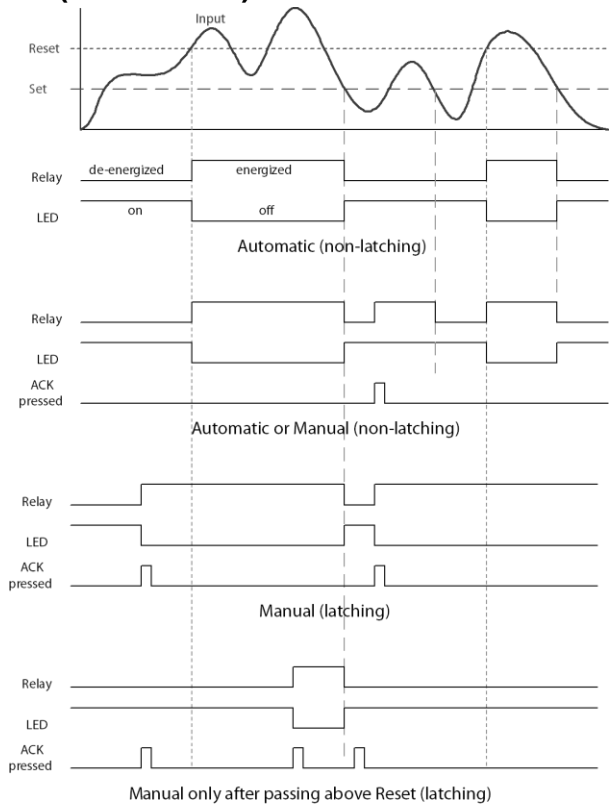 Input
Reset
Set
de-energized energized
Relay
LED
on off
Automatic (non-latching)
Relay
LED
ACK
pressed
Automatic or Manual (non-latching)
Relay
LED
ACK
pressed
Manual (latching)
Relay
LED
ACK
pressed
Manual only after passing above Reset (latching)